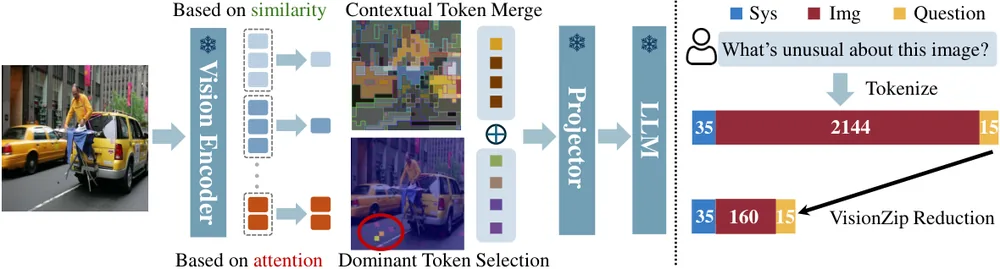 Based on similarity
Contextual Token Merge
Vision Encoder
Projector
LLM
Based on attention
Dominant Token Selection
Sys
Img
Question
What's unusual about this image?
Tokenize
35
2144
15
35
160
15
VisionZip Reduction